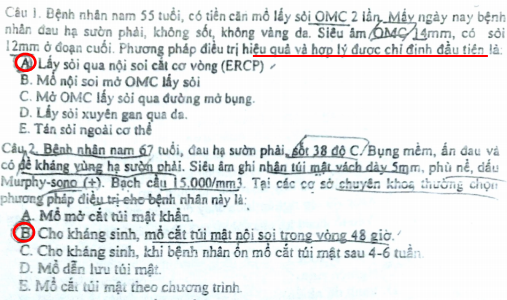 Câu 1. Bệnh nhân nam 55 tuổi, có tiền căn mổ lấy sỏi OMC 2 lần. Mấy ngày nay bệnh
nhân đau hạ sườn phải, không sốt, không vàng da. Siêu âm OMC 14mm, có sỏi
12mm ở đoạn cuối. Phương pháp điều trị hiệu quả và hợp lý được chỉ định đầu tiên là:
A. Lấy sỏi qua nội soi cắt cơ vòng (ERCP)
B. Mổ nội soi mở OMC lấy sỏi
C. Mở OMC lấy sỏi qua đường mở bụng.
D. Lấy sỏi xuyên gan qua da.
E. Tán sỏi ngoài cơ thể
Câu 2. Bệnh nhân nam 67 tuổi, đau hạ sườn phải, sốt 38 độ C. Bụng mềm, ấn đau và
có đề kháng vùng hạ sườn phải. Siêu âm ghi nhận túi mật vách dày 5mm, phù nề, dấu
Murphy-sono (+). Bạch cầu 15.000/mm3. Tại các cơ sở chuyên khoa thường chọn
phương pháp điều trị cho bệnh nhân này là:
A. Mổ mở cắt túi mật khẩn.
B. Cho kháng sinh, mổ cắt túi mật nội soi trong vòng 48 giờ.
C. Cho kháng sinh, khi bệnh nhân ổn mổ cắt túi mật sau 4-6 tuần.
D. Mổ dẫn lưu túi mật.
E. Mổ cắt túi mật theo chương trình.